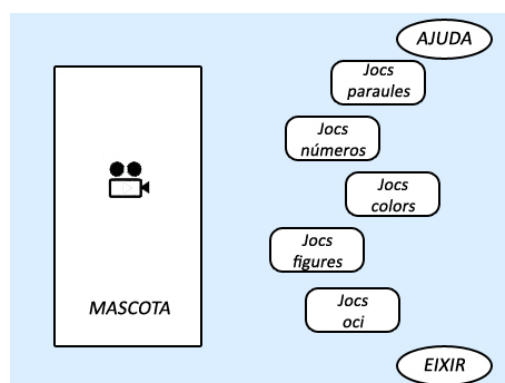 AJUDA
Jocs
paraules
Jocs
números
Jocs
colors
Jocs
figures
Jocs
oci
MASCOTA
EIXIR